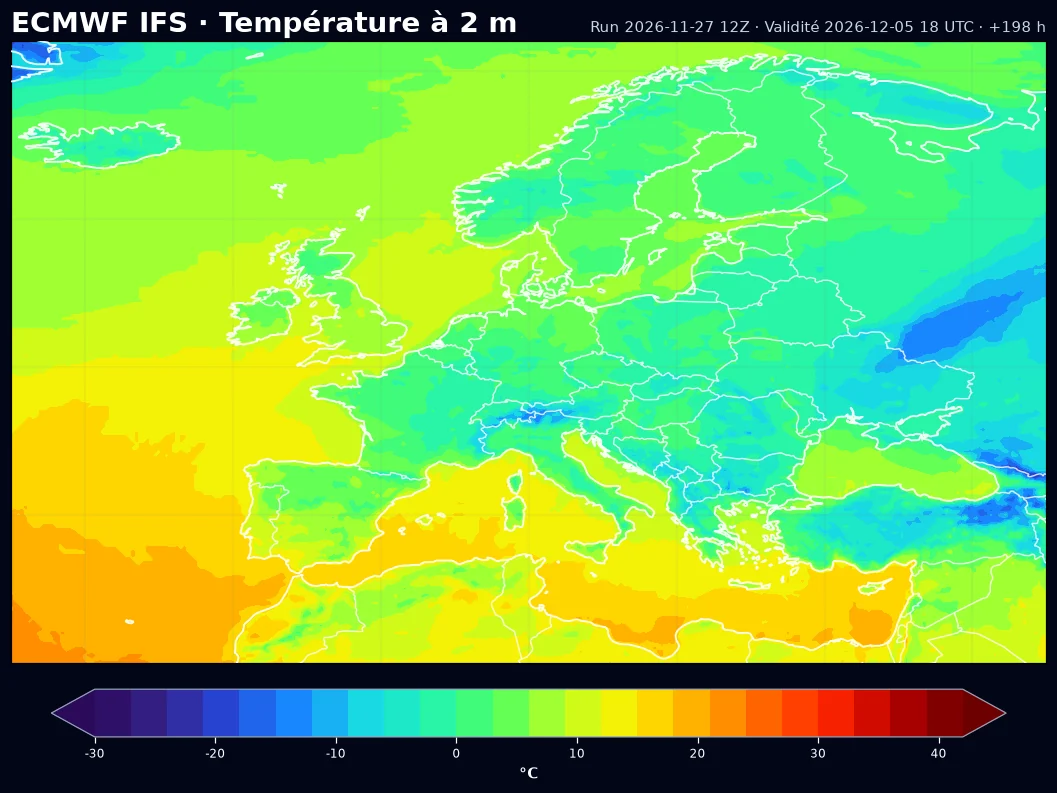 ECMWF IFS · Température à 2 m
Run 2026-11-27 12Z · Validité 2026-12-05 18 UTC · +198 h
-30 -20 -10 0 10 20 30 40
°C